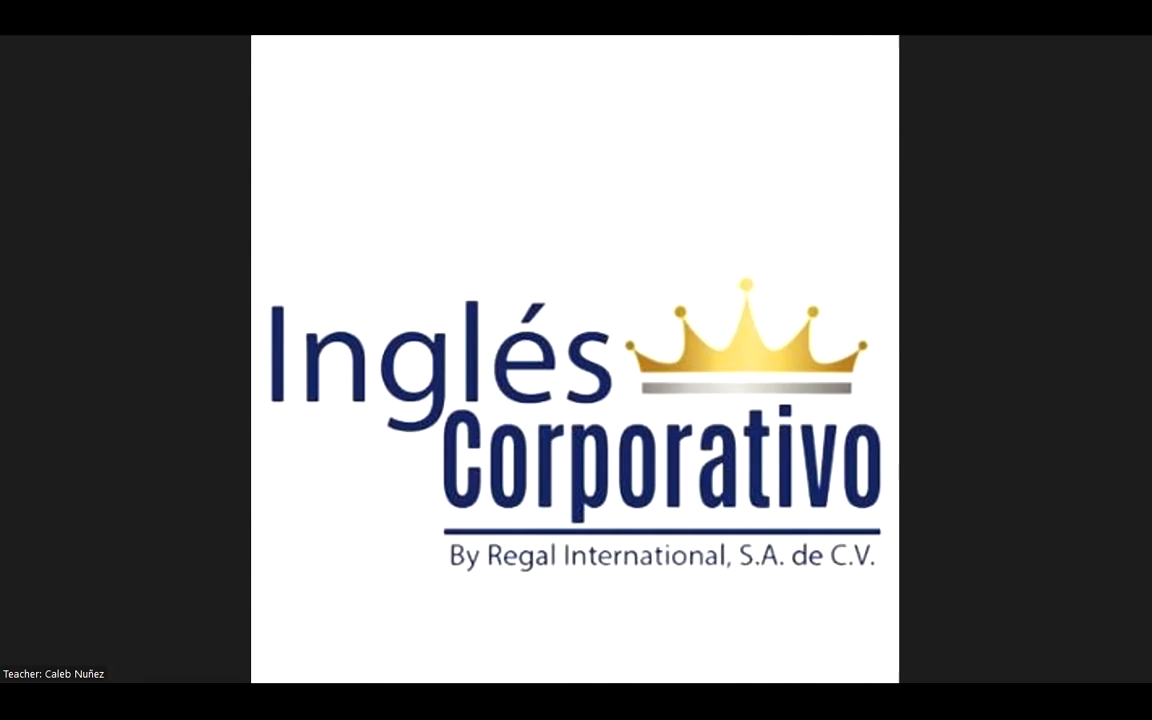 Inglés
Corporativo
By Regal International, S.A. de C.V.
Teacher: Caleb Nuñez